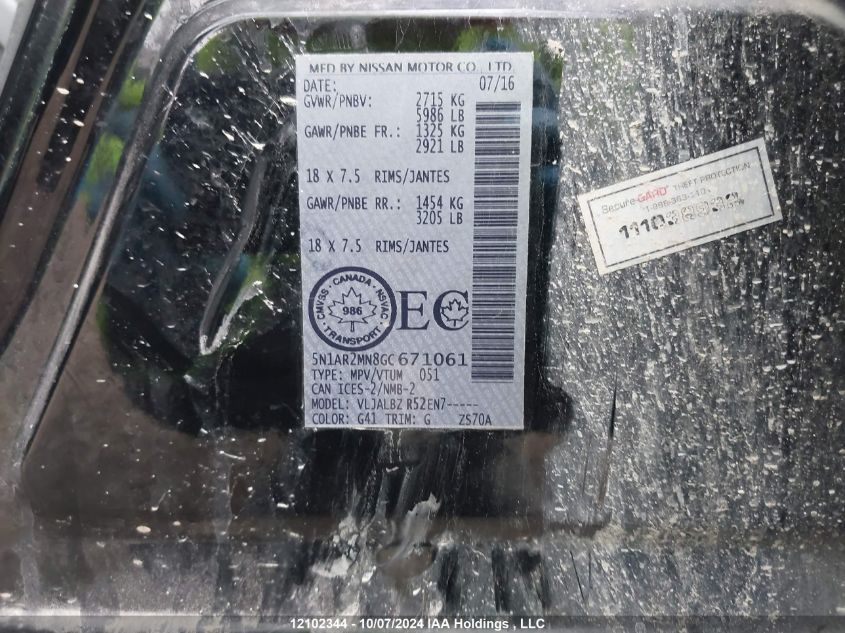 MFD BY NISSAN MOTOR CO., LTD.
DATE: 07/16
GVWR/PNBV: 2715 KG
5986 LB
GAWR/PNBE FR.: 1325 KG
2921 LB
18 X 7.5 RIMS/JANTES
GAWR/PNBE RR.: 1454 KG
3205 LB
18 X 7.5 RIMS/JANTES
CMVSS · CANADA · NSVAC
986
TRANSPORT
EC
5N1AR2MN8GC671061
TYPE: MPV/VTUM 051
CAN ICES-2/NMB-2
MODEL: VLJALBZ R52EN7-----
COLOR: G41 TRIM: G ZS70A
Secure-GARD THEFT PROTECTION
12102344 - 10/07/2024 IAA Holdings, LLC